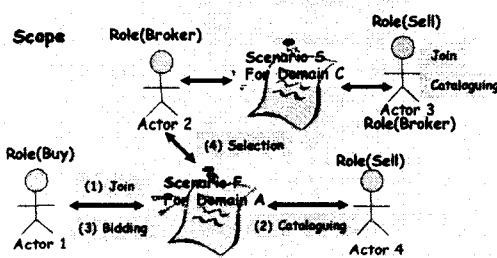 Role(Sell)
Scope
Role(Broker)
Scenario-S
For Domain C
Join
Cataloguing
Actor 2
Actor 3
Role(Broker)
(4) Selection
Role(Buy)
Role(Sell)
(1) Join
Scenario-F
For Domain A
(3) Bidding
(2) Cataloguing
Actor 1
Actor 4